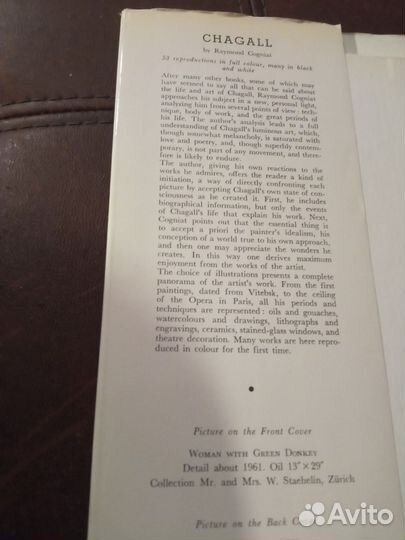 CHAGALL
by Raymond Cogniat
53 reproductions in full colour, many in black
and white
After many other books, some of which may
have seemed to say all that can be said about
the life and art of Chagall, Raymond Cogniat
approaches his subject in a new, personal light,
analyzing him from several points of view: tech-
nique, body of work, and the great periods of
his life. The author's analysis leads to a full
understanding of Chagall's luminous art, which,
though somewhat melancholy, is saturated with
love and poetry, and, though superbly contem-
porary, is not part of any movement, and there-
fore is likely to endure.
The author, giving his own reactions to the
works he admires, offers the reader a kind of
initiation, a way of directly confronting each
picture by accepting Chagall's own state of con-
sciousness as he created it. First, he includes
biographical information, but only the events
of Chagall's life that explain his work. Next,
Cogniat points out that the essential thing is
to accept a priori the painter's idealism, his
conception of a world true to his own approach,
and then one may appreciate the wonders he
creates. In this way one derives maximum
enjoyment from the works of the artist.
The choice of illustrations presents a complete
panorama of the artist's work. From the first
paintings, dated from Vitebsk, to the ceiling
of the Opera in Paris, all his periods and
techniques are represented: oils and gouaches,
watercolours and drawings, lithographs and
engravings, ceramics, stained-glass windows, and
theatre decoration. Many works are here repro-
duced in colour for the first time.
•
Picture on the Front Cover
WOMAN WITH GREEN DONKEY
Detail about 1961. Oil 13"×29"
Collection Mr. and Mrs. W. Staehelin, Zürich
Picture on the Back
Avito